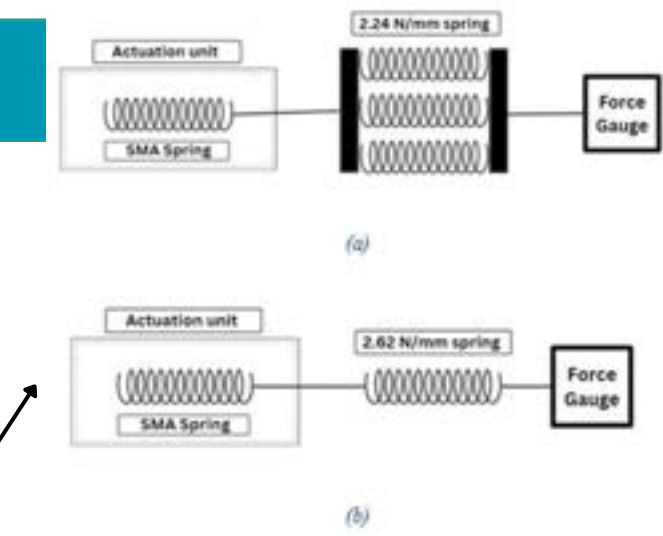 2.24 N/mm spring
Actuation unit
SMA Spring
Force
Gauge
(a)
Actuation unit
2.62 N/mm spring
SMA Spring
Force
Gauge
(b)